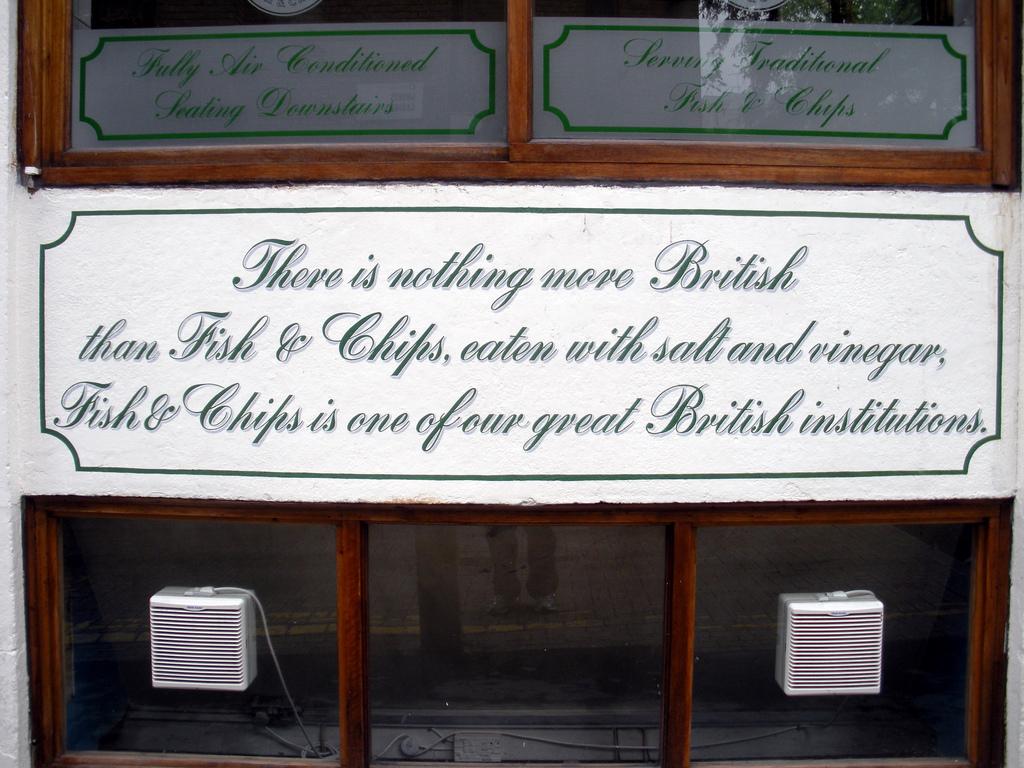 Fully Air Conditioned
Seating Downstairs
Serving Traditional
Fish & Chips
There is nothing more British
than Fish & Chips, eaten with salt and vinegar,
Fish & Chips is one of our great British institutions.